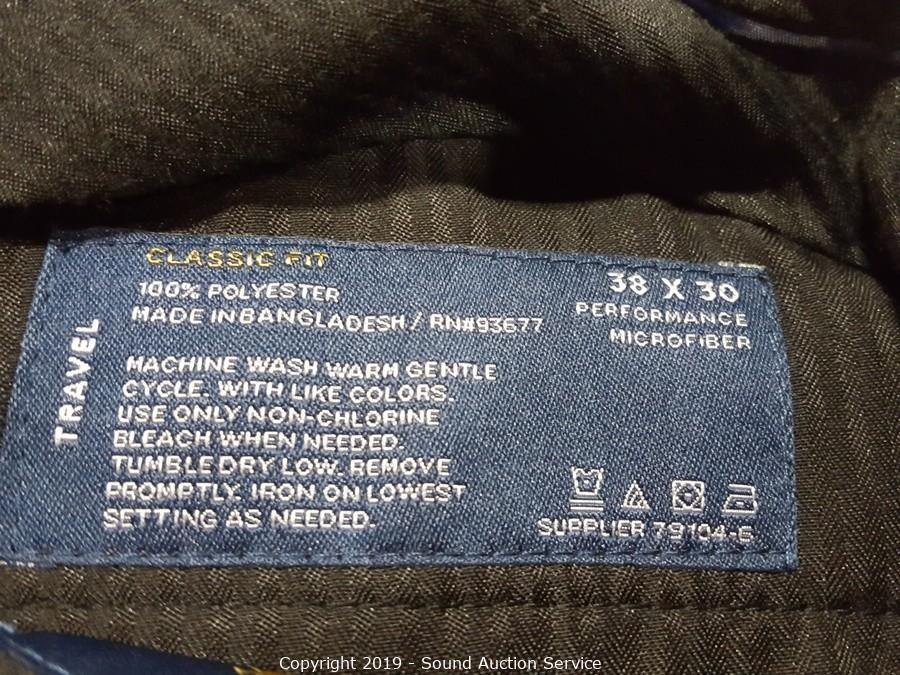 CLASSIC FIT
100% POLYESTER
MADE IN BANGLADESH / RN#93677
38 X 30
PERFORMANCE
MICROFIBER
TRAVEL
MACHINE WASH WARM GENTLE
CYCLE. WITH LIKE COLORS.
USE ONLY NON-CHLORINE
BLEACH WHEN NEEDED.
TUMBLE DRY LOW. REMOVE
PROMPTLY. IRON ON LOWEST
SETTING AS NEEDED.
SUPPLIER 79104-G
Copyright 2019 - Sound Auction Service